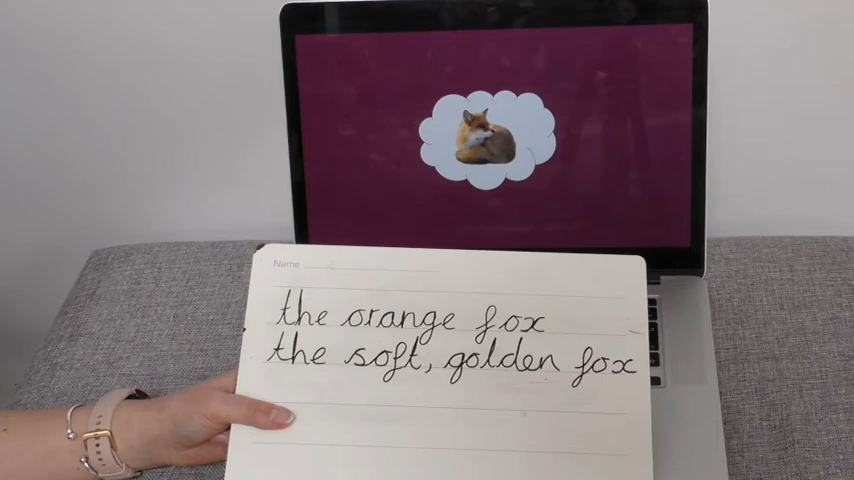 Name
the orange fox
the soft, golden fox